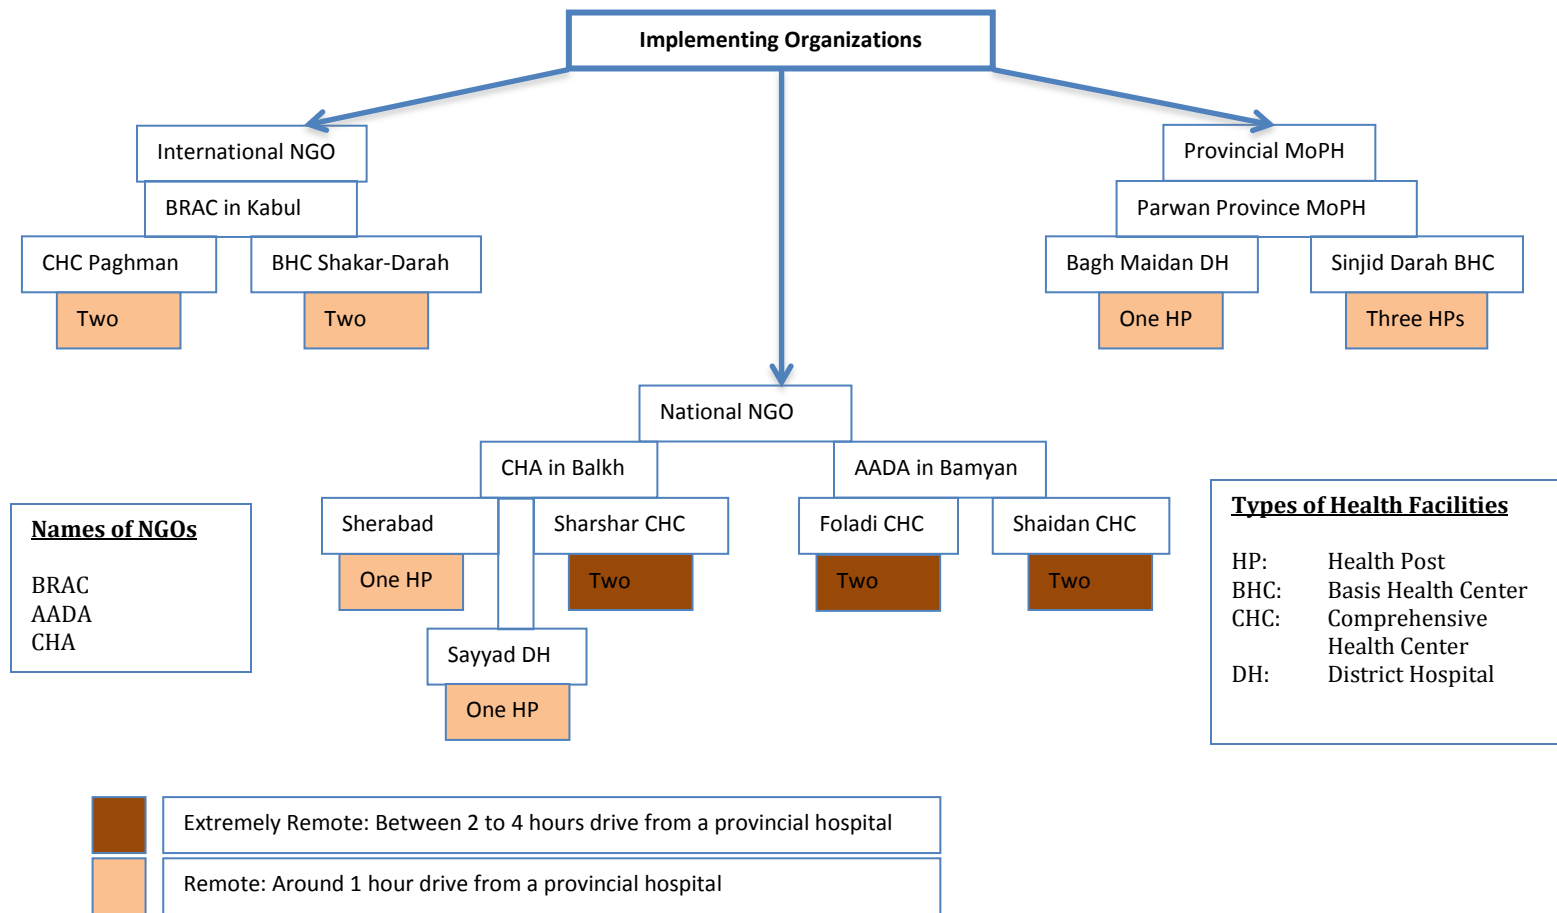 Implementing Organizations
International NGO
BRAC in Kabul
CHC Paghman
BHC Shakar-Darah
Two
Two
Provincial MoPH
Parwan Province MoPH
Bagh Maidan DH
Sinjid Darah BHC
One HP
Three HPs
National NGO
CHA in Balkh
AADA in Bamyan
Sherabad
Sharshar CHC
Foladi CHC
Shaidan CHC
One HP
Two
Two
Two
Sayyad DH
One HP
Names of NGOs
BRAC
AADA
CHA
Types of Health Facilities
HP: Health Post
BHC: Basis Health Center
CHC: Comprehensive
Health Center
DH: District Hospital
Extremely Remote: Between 2 to 4 hours drive from a provincial hospital
Remote: Around 1 hour drive from a provincial hospital